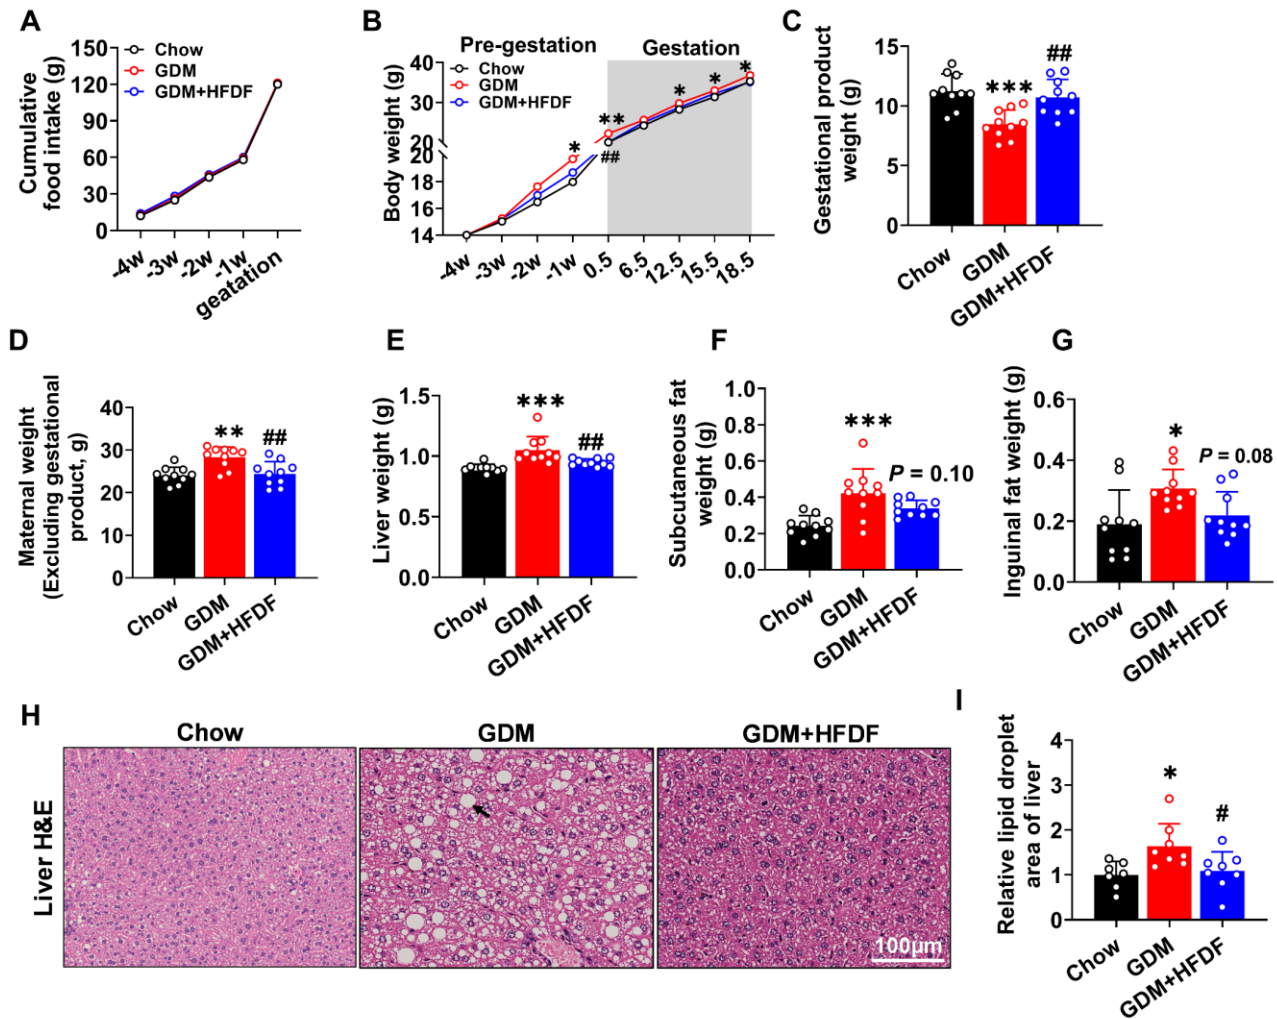 A
Cumulative
food intake (g)
150
120
90
60
30
0
Chow
GDM
GDM+HFDF
-4w
-3w
-2w
-1w
geatation
B
Pre-gestation
Gestation
Body weight (g)
40
30
20
20
18
16
14
Chow
GDM
GDM+HFDF
*
**
##
*
*
*
-4w
-3w
-2w
-1w
0.5
6.5
12.5
15.5
18.5
C
Gestational product
weight (g)
15
10
5
0
***
##
Chow
GDM
GDM+HFDF
D
Maternal weight
(Excluding gestational
product, g)
40
30
20
10
0
**
##
Chow
GDM
GDM+HFDF
E
Liver weight (g)
1.5
1.0
0.5
0.0
***
##
Chow
GDM
GDM+HFDF
F
Subcutaneous fat
weight (g)
1.0
0.8
0.6
0.4
0.2
0.0
***
P = 0.10
Chow
GDM
GDM+HFDF
G
Inguinal fat weight (g)
0.6
0.4
0.2
0.0
*
P = 0.08
Chow
GDM
GDM+HFDF
H
Chow
GDM
GDM+HFDF
Liver H&E
100μm
I
Relative lipid droplet
area of liver
4
3
2
1
0
*
#
Chow
GDM
GDM+HFDF